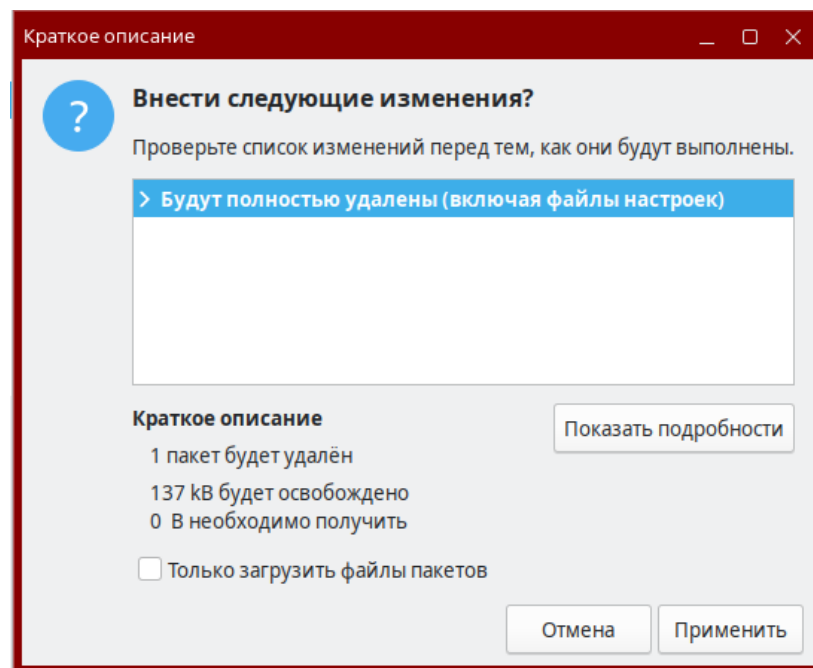 Краткое описание
?
Внести следующие изменения?
Проверьте список изменений перед тем, как они будут выполнены.
Будут полностью удалены (включая файлы настроек)
Краткое описание
Показать подробности
1 пакет будет удалён
137 kB будет освобождено
0 B необходимо получить
Только загрузить файлы пакетов
Отмена
Применить